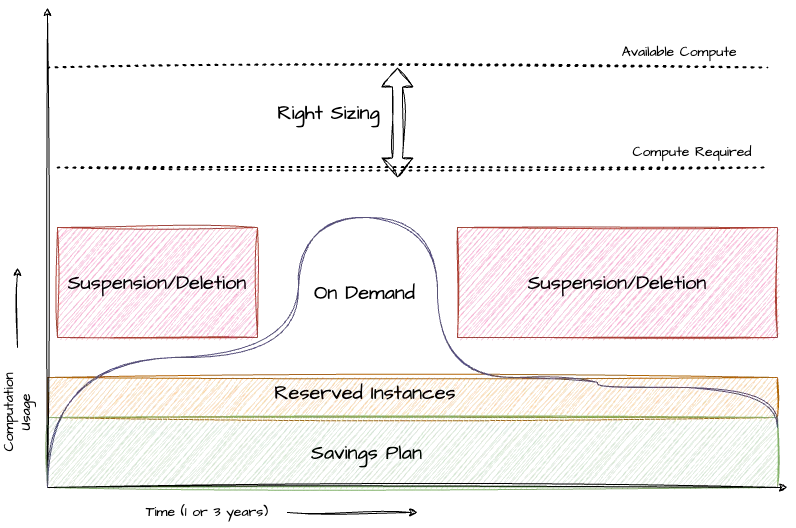 Available Compute
Right Sizing
Compute Required
Suspension/Deletion
On Demand
Suspension/Deletion
Computation
Usage
Reserved Instances
Savings Plan
Time (1 or 3 years)